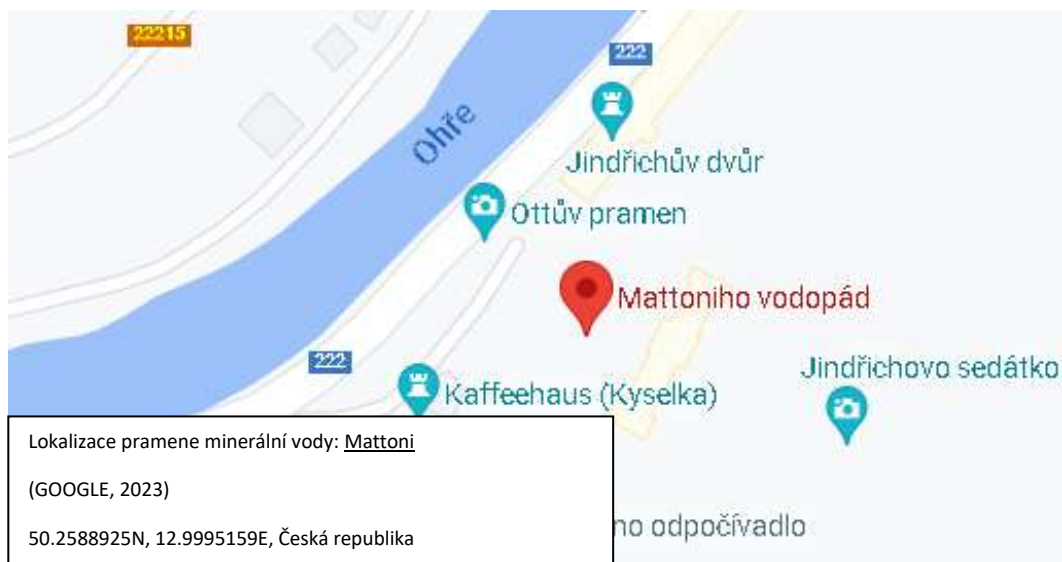 22215
222
Ohře
Jindřichův dvůr
Ottův pramen
Mattoniho vodopád
222
Jindřichovo sedátko
Kaffeehaus (Kyselka)
Lokalizace pramene minerální vody: Mattoni
(GOOGLE, 2023)
50.2588925N, 12.9995159E, Česká republika
no odpočívadlo